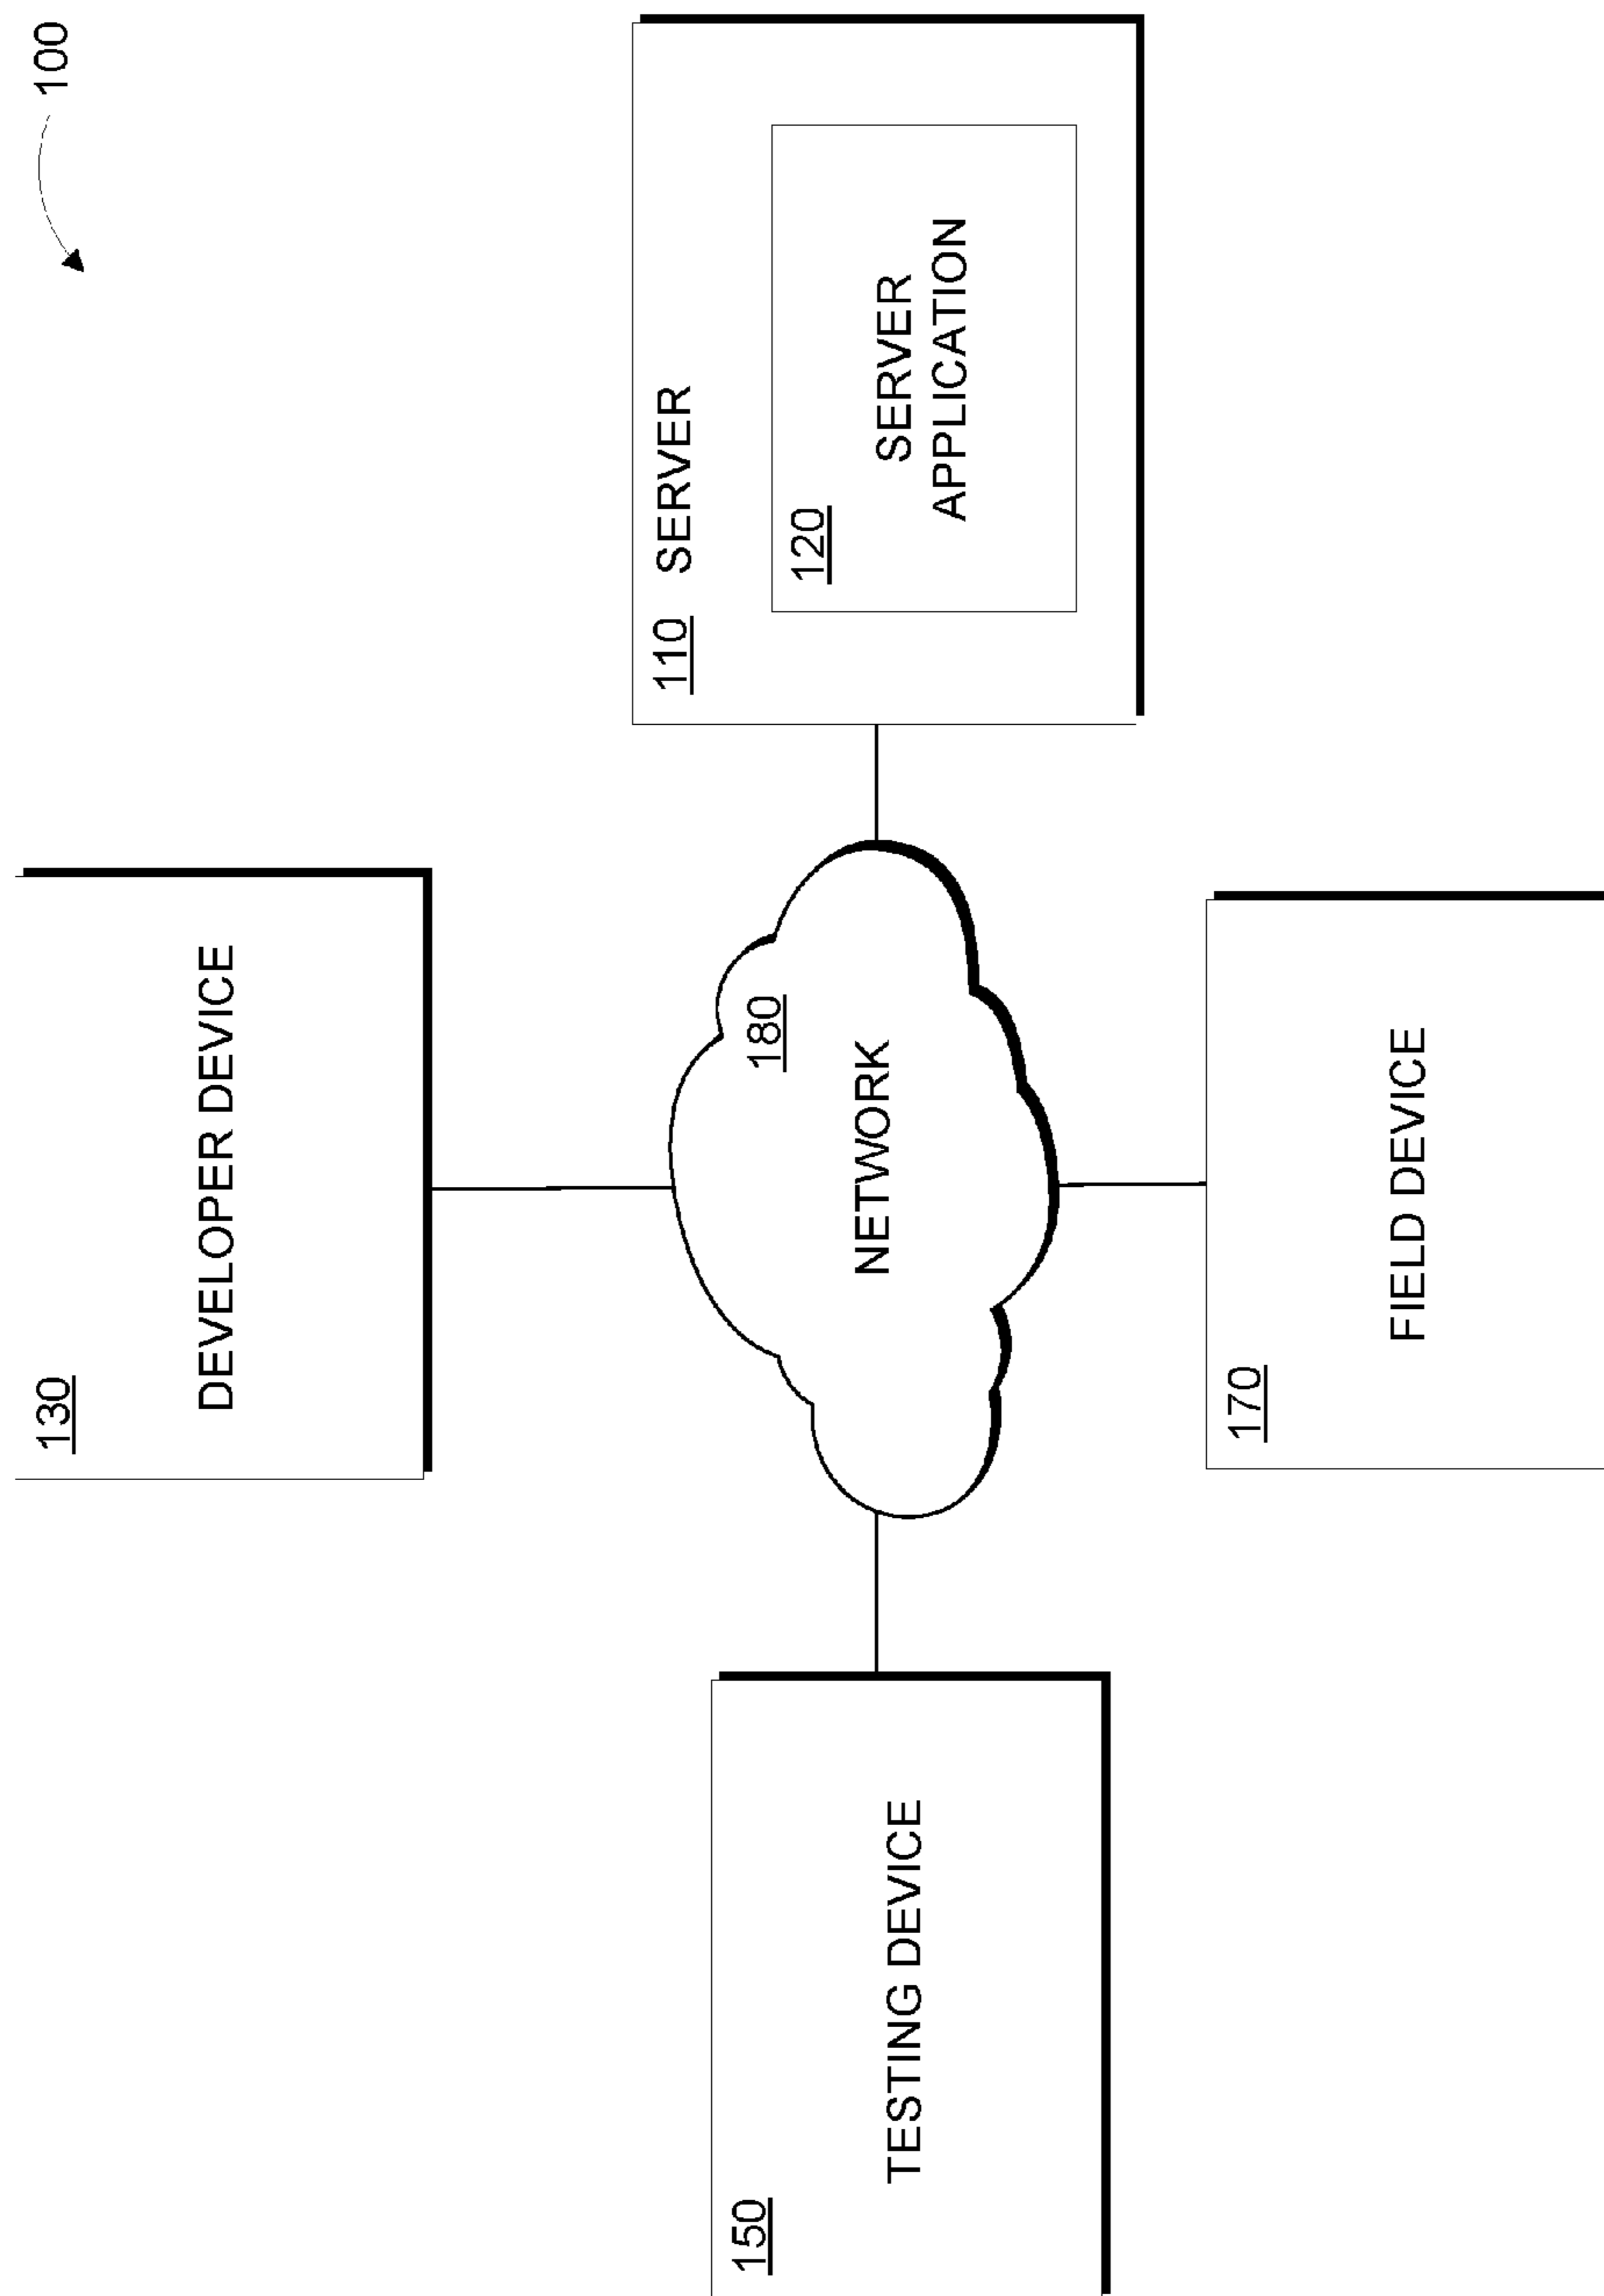 100
130
DEVELOPER DEVICE
150
TESTING DEVICE
180
NETWORK
110 SERVER
120
SERVER
APPLICATION
170
FIELD DEVICE